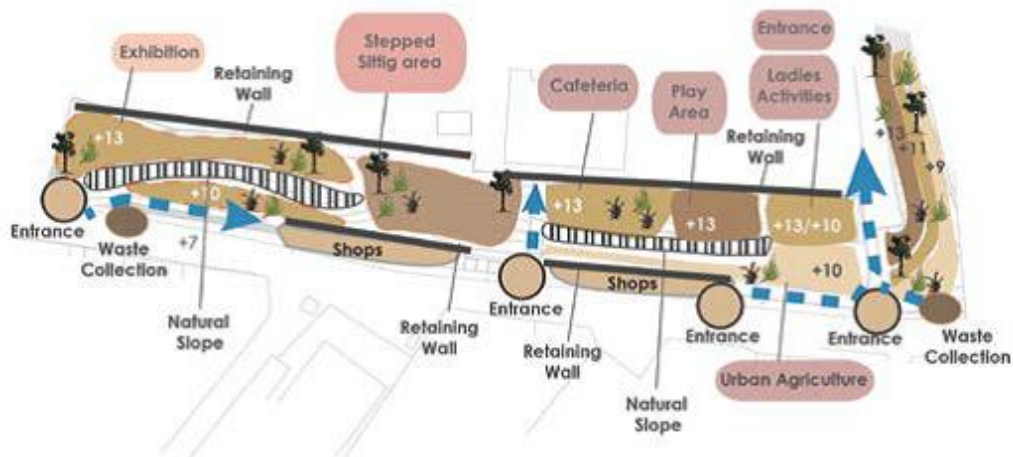 Exhibition
Retaining
Wall
Stepped
Sittig area
Cafeteria
Play
Area
Entrance
Ladies
Activities
Retaining
Wall
+13
+10
+7
+13
+13
+13/+10
+10
+13
+11
+9
Entrance
Waste
Collection
Shops
Natural
Slope
Retaining
Wall
Entrance
Shops
Retaining
Wall
Entrance
Natural
Slope
Urban Agriculture
Entrance
Waste
Collection